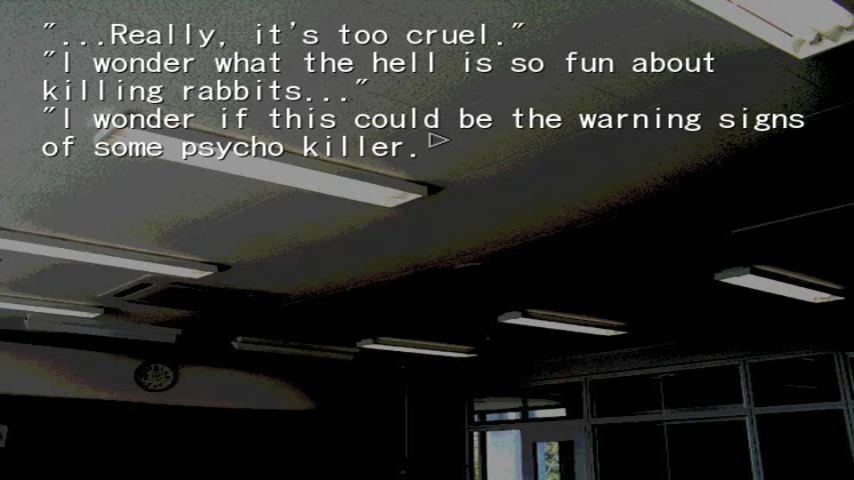 "...Really, it's too cruel."
"I wonder what the hell is so fun about
killing rabbits..."
"I wonder if this could be the warning signs
of some psycho killer.